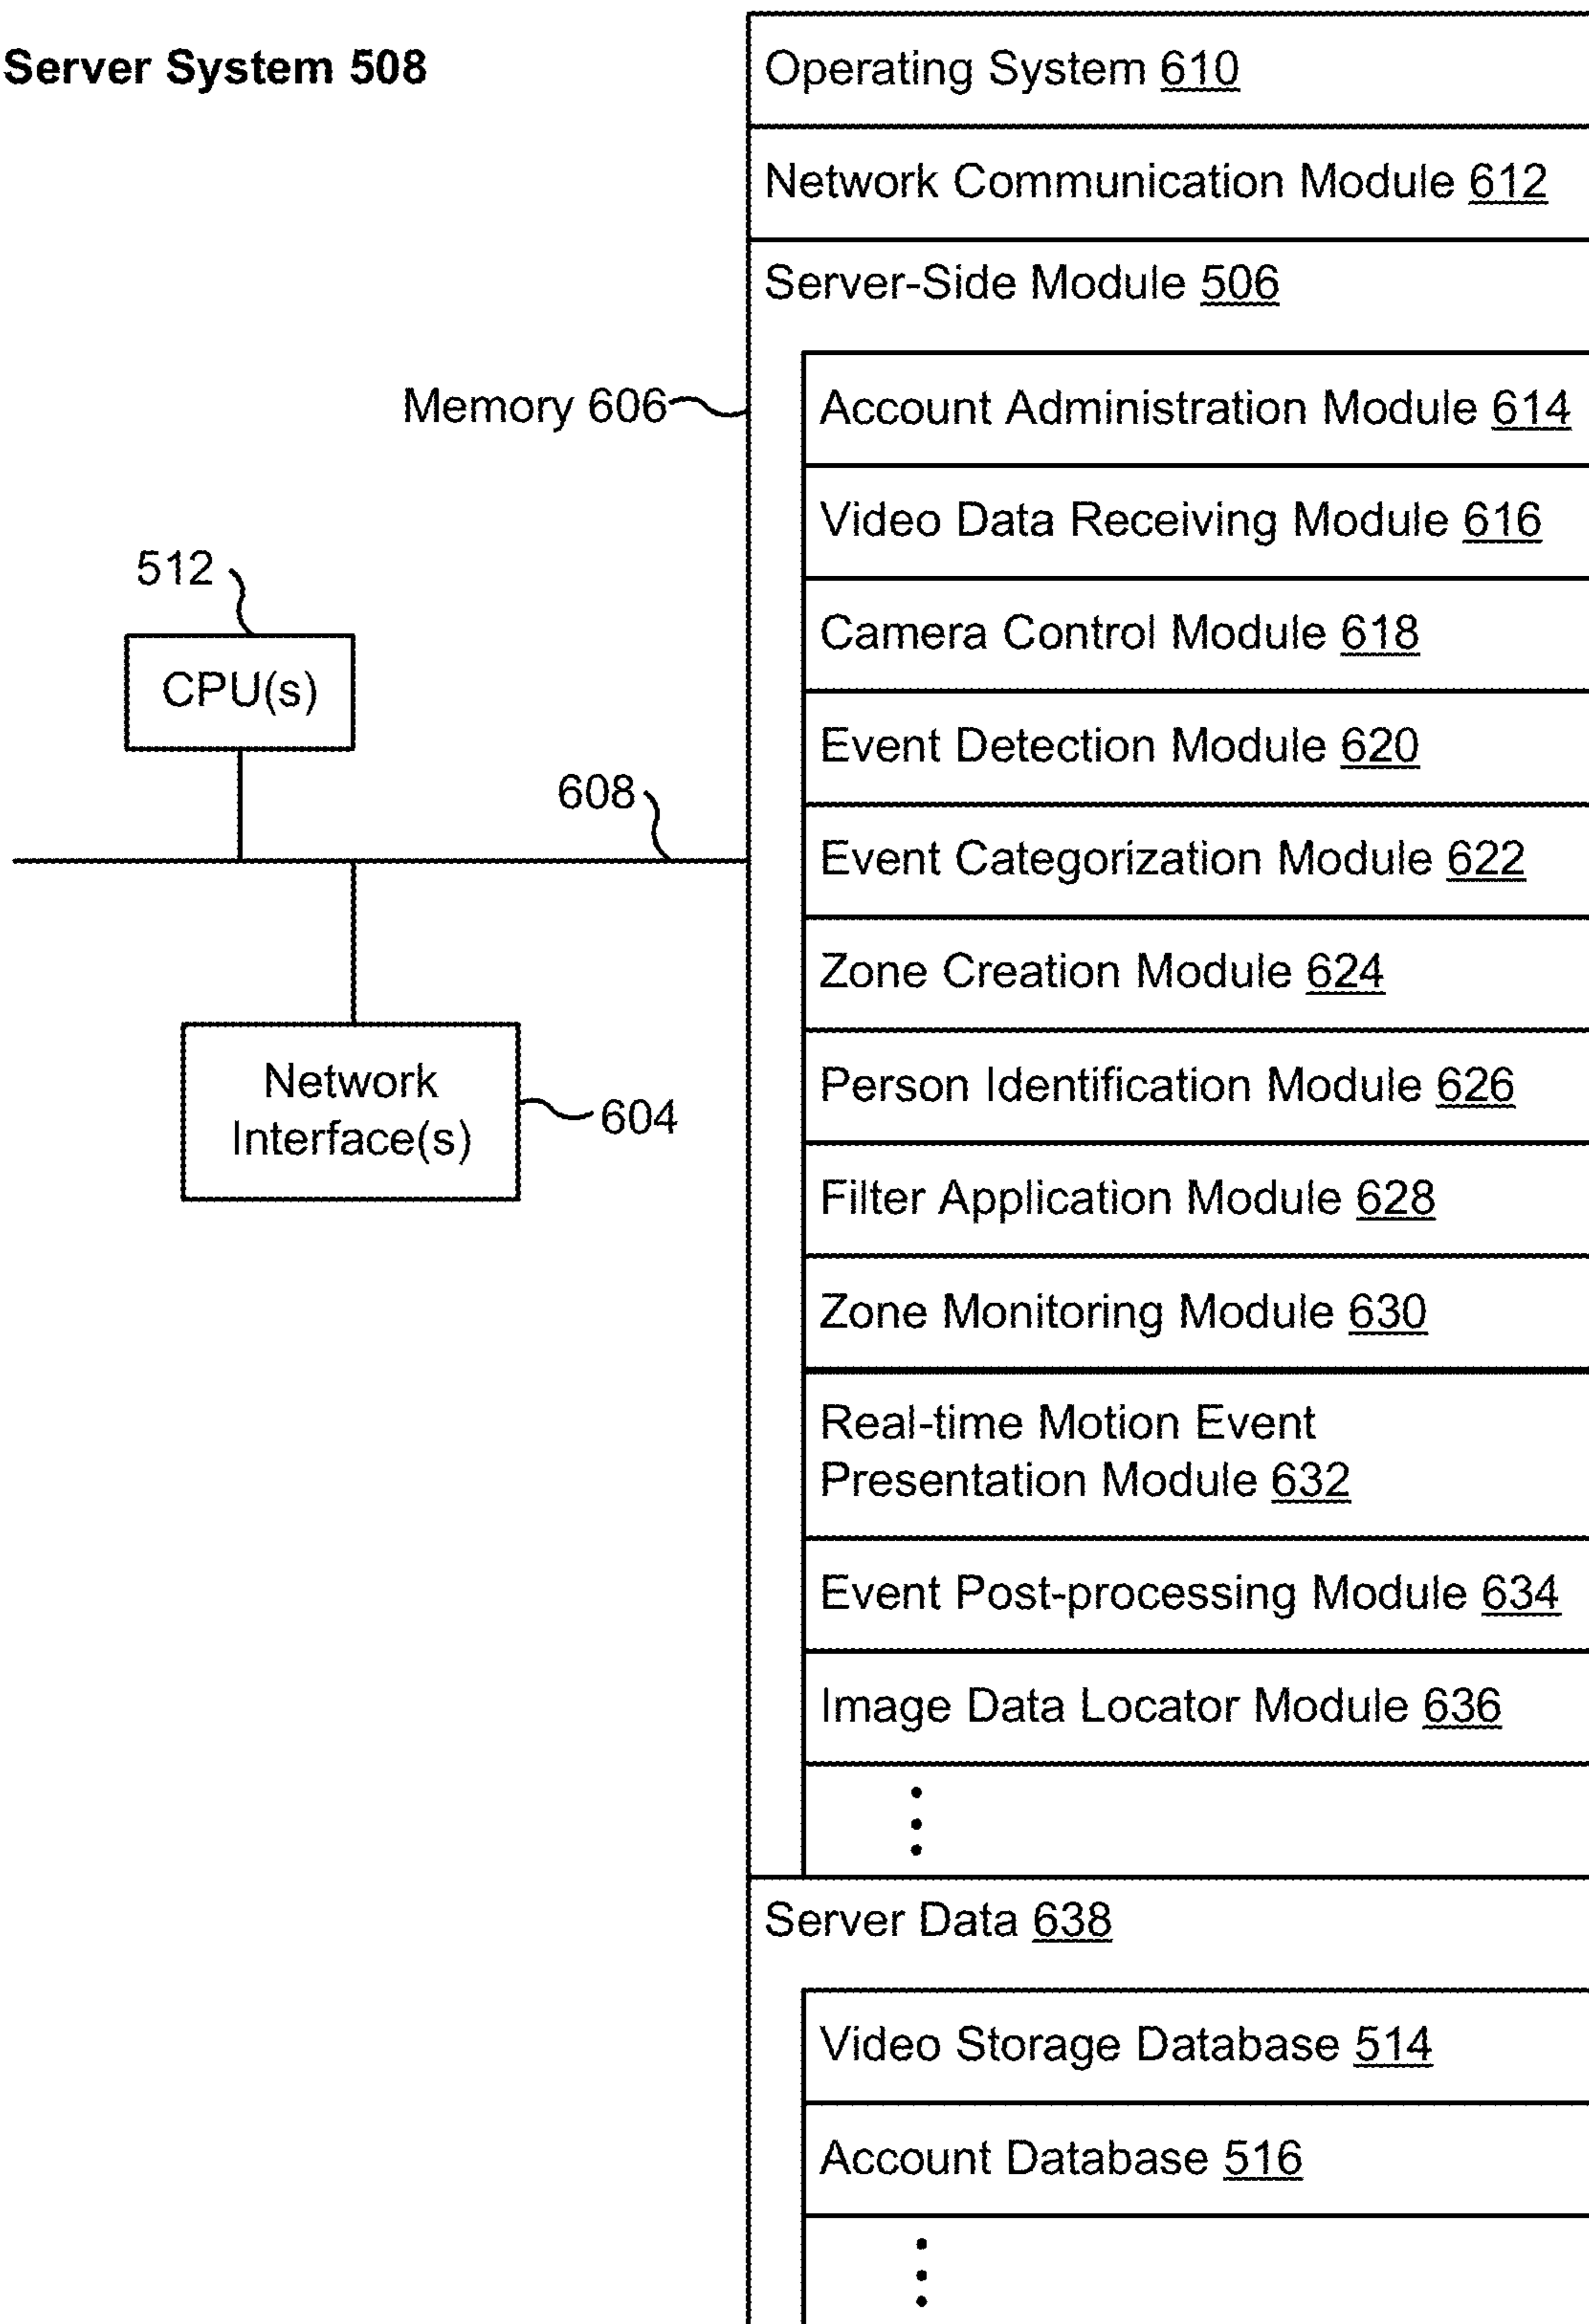 Server System 508
Operating System 610
Network Communication Module 612
Server-Side Module 506
Memory 606
Account Administration Module 614
Video Data Receiving Module 616
512
CPU(s)
Camera Control Module 618
Event Detection Module 620
608
Event Categorization Module 622
Zone Creation Module 624
Network
Interface(s)
604
Person Identification Module 626
Filter Application Module 628
Zone Monitoring Module 630
Real-time Motion Event
Presentation Module 632
Event Post-processing Module 634
Image Data Locator Module 636
Server Data 638
Video Storage Database 514
Account Database 516